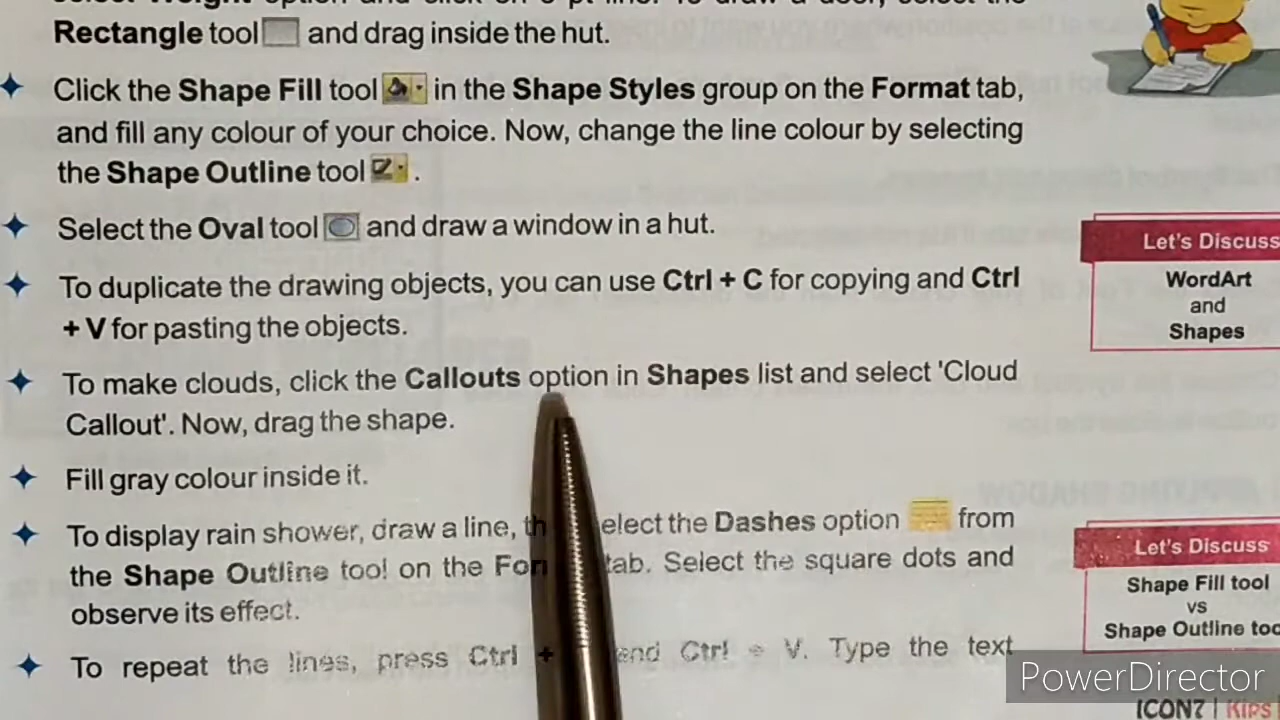 Rectangle tool and drag inside the hut.
Click the Shape Fill tool in the Shape Styles group on the Format tab,
and fill any colour of your choice. Now, change the line colour by selecting
the Shape Outline tool .
Select the Oval tool and draw a window in a hut.
To duplicate the drawing objects, you can use Ctrl + C for copying and Ctrl
+ V for pasting the objects.
To make clouds, click the Callouts option in Shapes list and select 'Cloud
Callout'. Now, drag the shape.
Fill gray colour inside it.
To display rain shower, draw a line, th elect the Dashes option from
the Shape Outline tool on the For tab. Select the square dots and
observe its effect.
To repeat the lines, press Ctrl + and Ctrl + V. Type the text
Let's Discuss
WordArt
and
Shapes
Let's Discuss
Shape Fill tool
vs
Shape Outline too
PowerDirector
ICON7 | Kips